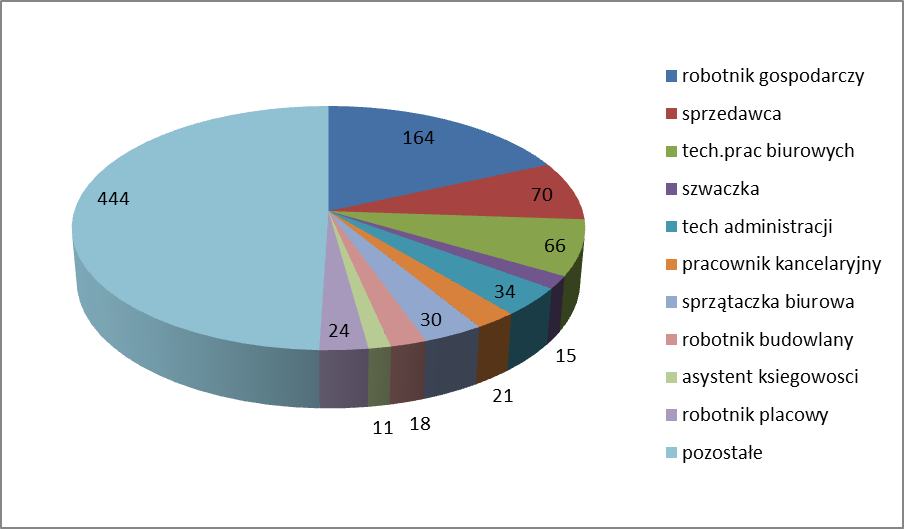 164
70
66
15
34
21
30
18
11
24
444
robotnik gospodarczy
sprzedawca
tech.prac biurowych
szwaczka
tech administracji
pracownik kancelaryjny
sprzątaczka biurowa
robotnik budowlany
asystent ksiegowosci
robotnik placowy
pozostałe